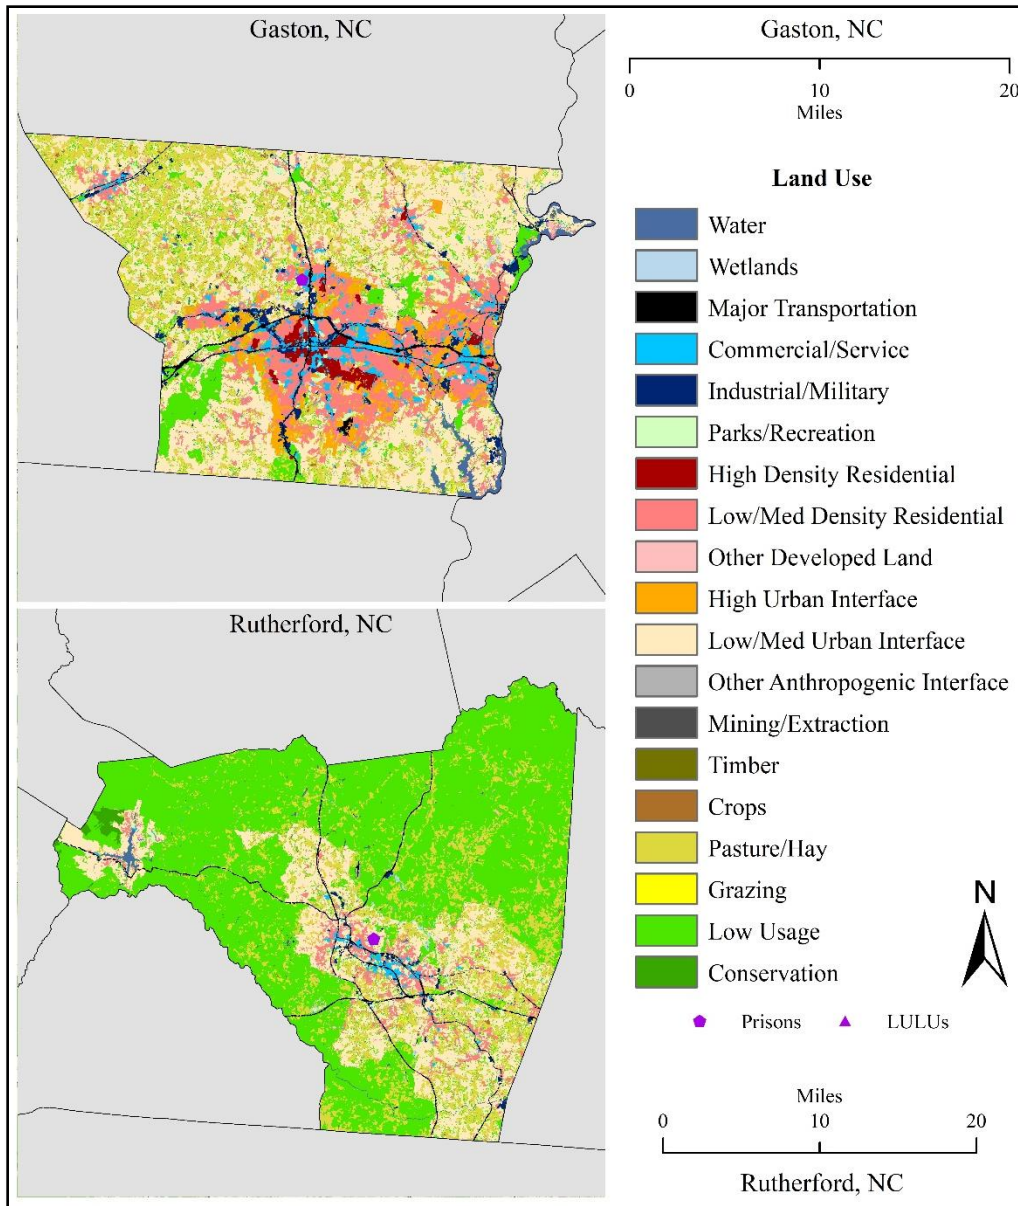 Gaston, NC
Rutherford, NC
Gaston, NC
0 10 20
Miles
Land Use
Water
Wetlands
Major Transportation
Commercial/Service
Industrial/Military
Parks/Recreation
High Density Residential
Low/Med Density Residential
Other Developed Land
High Urban Interface
Low/Med Urban Interface
Other Anthropogenic Interface
Mining/Extraction
Timber
Crops
Pasture/Hay
Grazing
Low Usage
Conservation
N
Prisons LULUs
Miles
0 10 20
Rutherford, NC